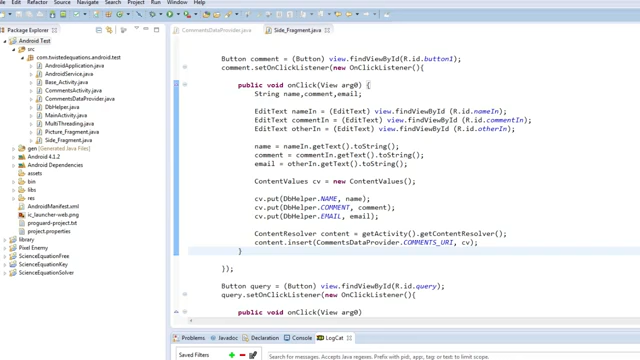 Edit Refactor Source Navigate Search Project Run Window Help
Package Explorer
CommentsDataProvider.java
Side_Fragment.java
Android Test
src
com.twistedequations.android.test
AndroidApplication.java
AndroidService.java
Base_Activity.java
CommentsActivity.java
CommentsDataProvider.java
DbHelper.java
MainActivity.java
MultiThreading.java
Picture_Fragment.java
Side_Fragment.java
gen [Generated Java Files]
Android 4.1.2
Android Dependencies
assets
bin
libs
res
AndroidManifest.xml
ic_launcher-web.png
proguard-project.txt
project.properties
library
Pixel Enemy
ScienceEquationFree
ScienceEquationKey
ScienceEquationSolver
Button comment = (Button) view.findViewById(R.id.button1);
comment.setOnClickListener(new OnClickListener(){
public void onClick(View arg0) {
String name,comment,email;
EditText nameIn = (EditText) view.findViewById (R.id.nameIn);
EditText commentIn = (EditText) view.findViewById (R.id.commentIn);
EditText otherIn = (EditText) view.findViewById (R.id.otherIn);
name = nameIn.getText().toString();
comment = commentIn.getText().toString();
email = otherIn.getText().toString();
ContentValues cv = new ContentValues();
cv.put(DbHelper.NAME, name);
cv.put(DbHelper.COMMENT, comment);
cv.put(DbHelper.EMAIL, email);
ContentResolver content = getActivity().getContentResolver();
content.insert(CommentsDataProvider.COMMENTS_URI, cv);
}
});
Button query = (Button) view.findViewById(R.id.query);
query.setOnClickListener(new OnClickListener(){
public void onClick(View arg0)
Problems Javadoc Declaration Console LogCat
Saved Filters
Search for messages. Accepts Java regexes. Prefix with pid:, app:, tag: or text: to limit scope.